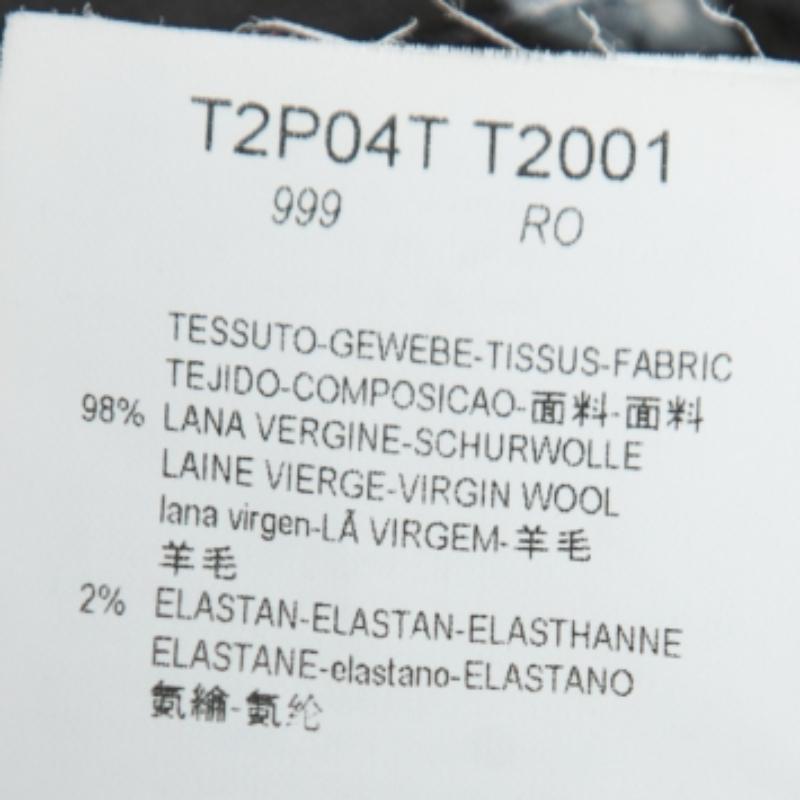 T2P04T T2001
999 RO
TESSUTO-GEWEBE-TISSUS-FABRIC
TEJIDO-COMPOSICAO-面料-面料
98% LANA VERGINE-SCHURWOLLE
LAINE VIERGE-VIRGIN WOOL
lana virgen-LÃ VIRGEM-羊毛
羊毛
2% ELASTAN-ELASTAN-ELASTHANNE
ELASTANE-elastano-ELASTANO
氨綸-氨纶